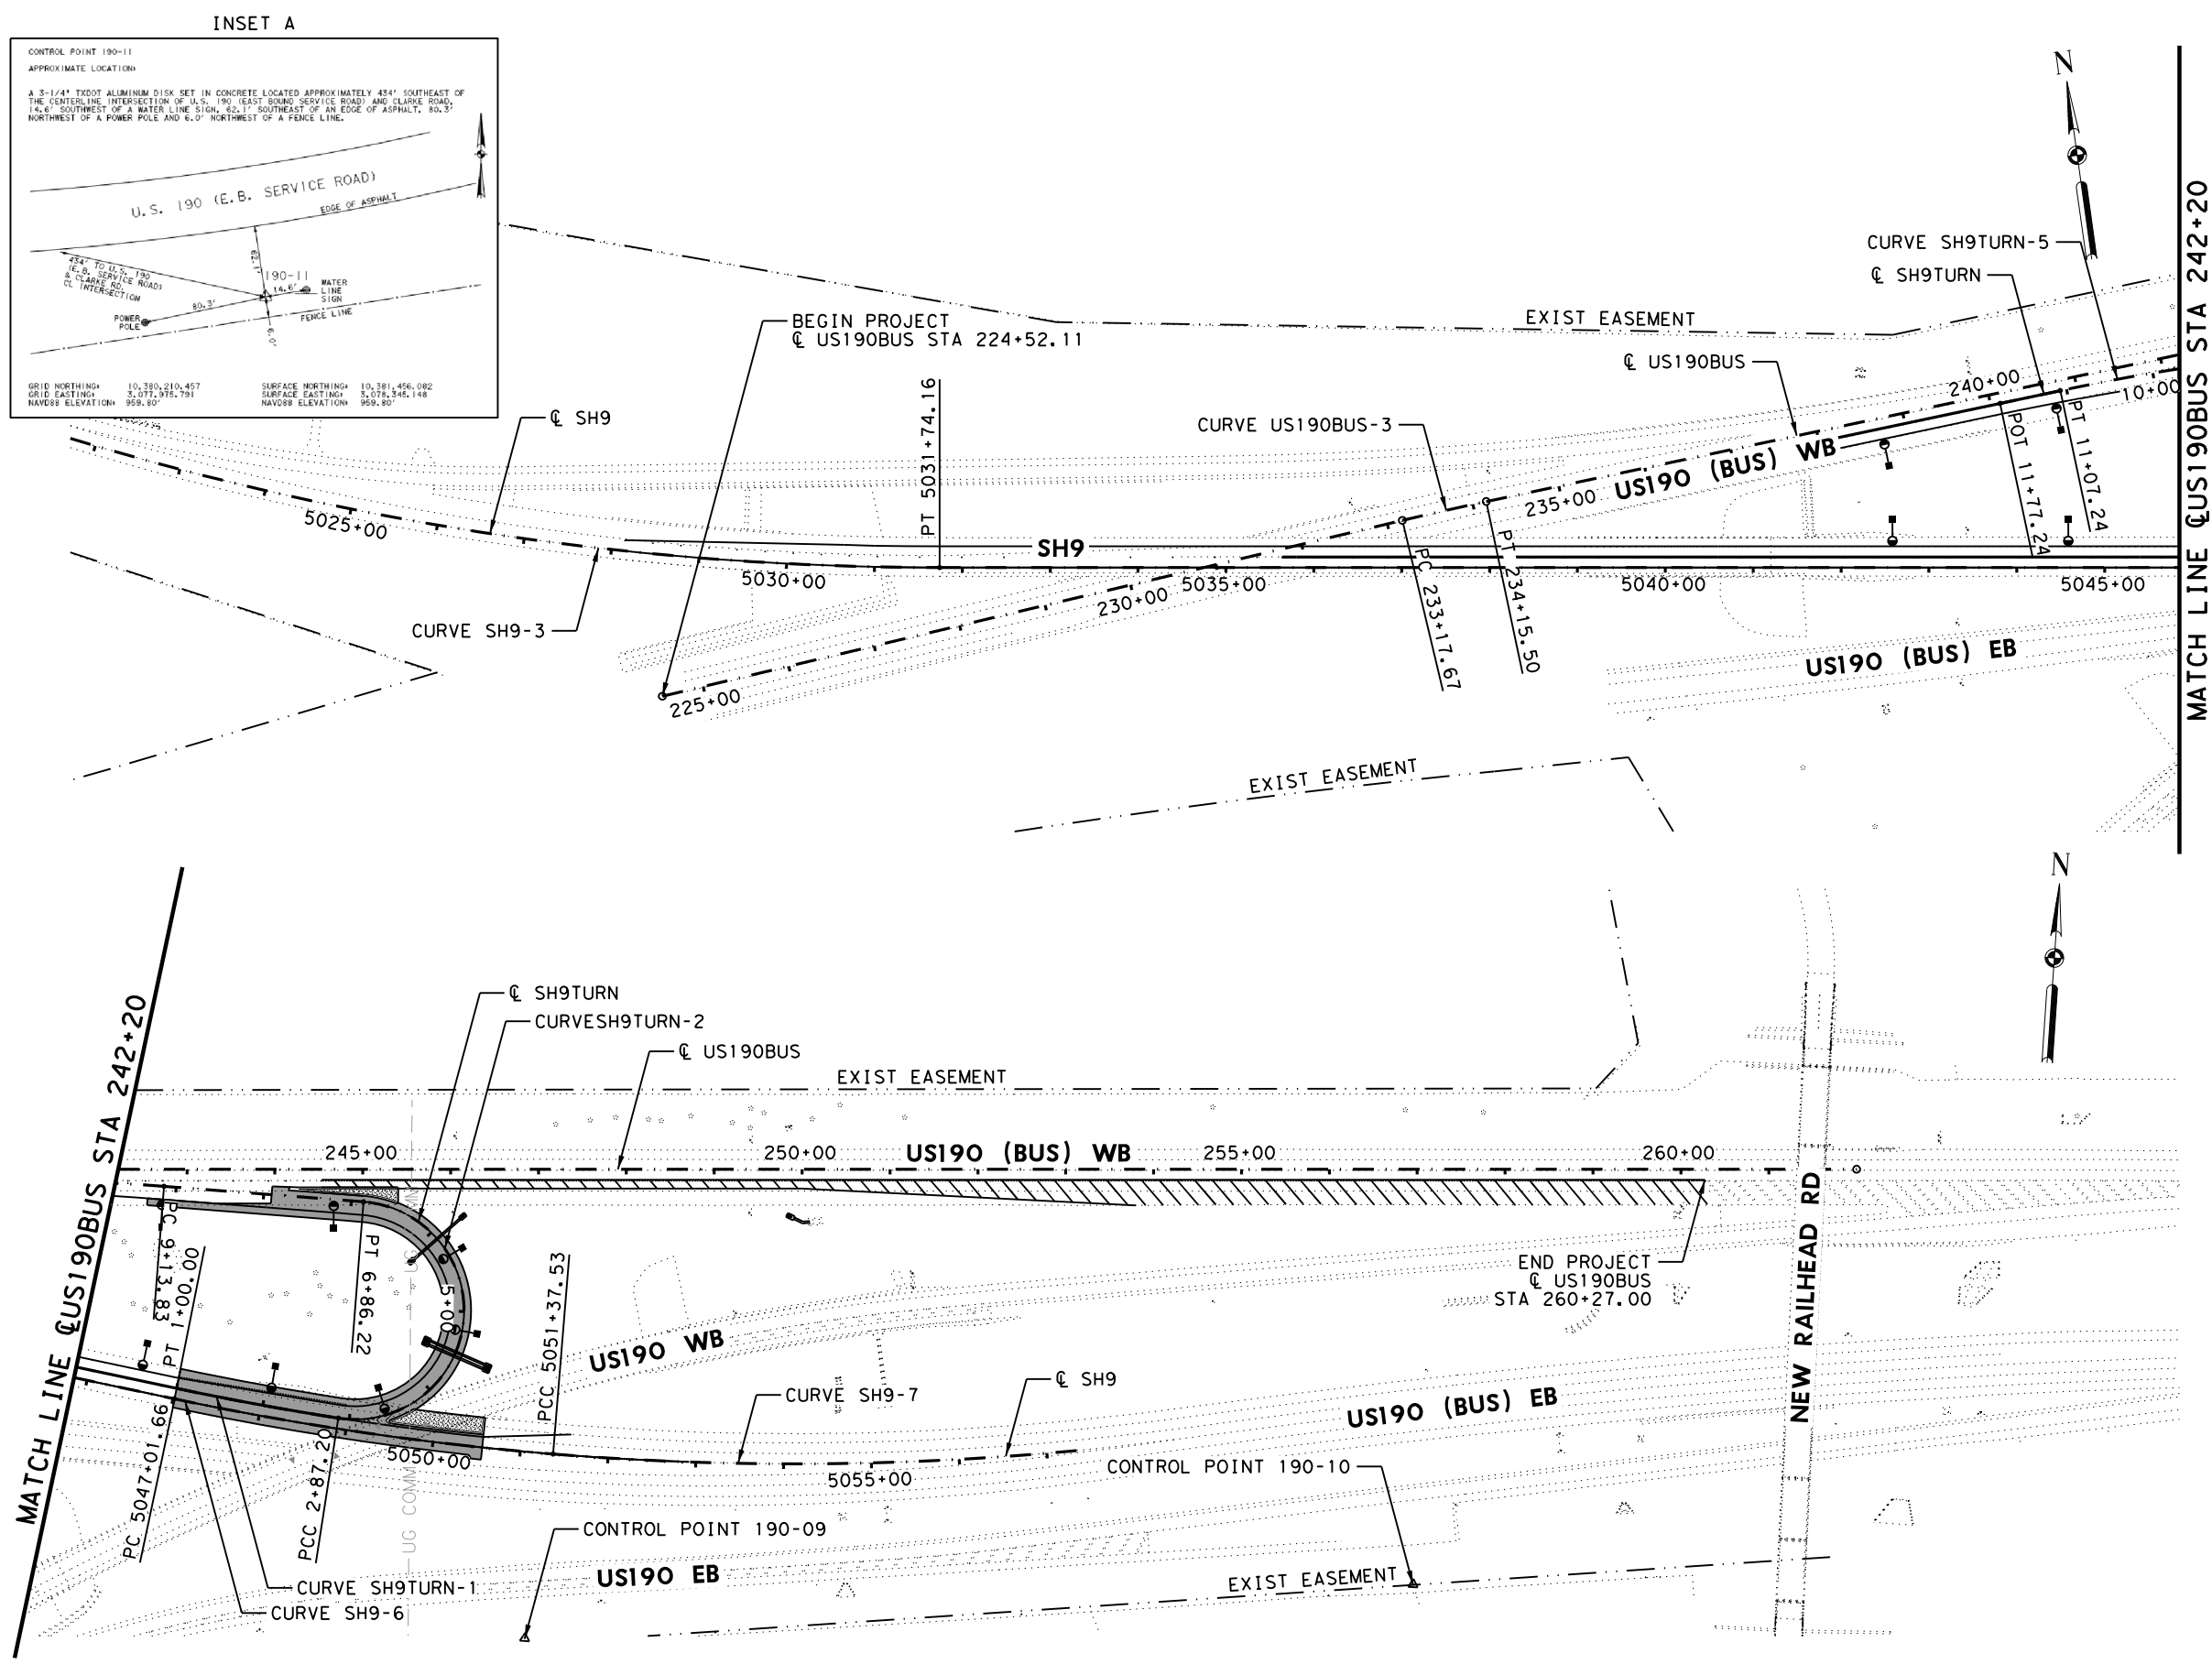 INSET A
CONTROL POINT 190-11
APPROXIMATE LOCATION:
A 3-1/4" TXDOT ALUMINUM DISK SET IN CONCRETE LOCATED APPROXIMATELY 434' SOUTHEAST OF
THE CENTERLINE INTERSECTION OF U.S. 190 (EAST BOUND SERVICE ROAD) AND CLARKE ROAD,
14.6' SOUTHWEST OF A WATER LINE SIGN, 62.1' SOUTHEAST OF AN EDGE OF ASPHALT, 80.3'
NORTHWEST OF A POWER POLE AND 6.0' NORTHWEST OF A FENCE LINE.
U.S. 190 (E.B. SERVICE ROAD)
EDGE OF ASPHALT
62.1'
434' TO U.S. 190
(E.B. SERVICE ROAD)
& CLARKE RD.
CL INTERSECTION
190-11
14.6'
WATER
LINE
SIGN
80.3'
POWER
POLE
FENCE LINE
6.0'
GRID NORTHING: 10,380,210.457
GRID EASTING: 3,077,975.791
NAVD88 ELEVATION: 959.80'
SURFACE NORTHING: 10,381,456.082
SURFACE EASTING: 3,078,345.148
NAVD88 ELEVATION: 959.80'
N
CURVE SH9TURN-5
℄ SH9TURN
BEGIN PROJECT
℄ US190BUS STA 224+52.11
EXIST EASEMENT
℄ US190BUS
240+00
10+00
℄ SH9
PT 5031+74.16
CURVE US190BUS-3
US190 (BUS) WB
235+00
POT 11+77.24
PT 11+07.24
5025+00
SH9
5030+00
230+00
5035+00
5040+00
5045+00
PC 233+17.67
PT 234+15.50
CURVE SH9-3
225+00
US190 (BUS) EB
EXIST EASEMENT
MATCH LINE ℄US190BUS STA 242+20
N
MATCH LINE ℄US190BUS STA 242+20
℄ SH9TURN
CURVESH9TURN-2
℄ US190BUS
EXIST EASEMENT
245+00
250+00
US190 (BUS) WB
255+00
260+00
PC 9+13.83
PT 1+00.00
PT 6+86.22
5+00
PCC 5051+37.53
END PROJECT
℄ US190BUS
STA 260+27.00
NEW RAILHEAD RD
US190 WB
CURVE SH9-7
℄ SH9
US190 (BUS) EB
PC 5047+01.66
PCC 2+87.20
5050+00
UG COMM
5055+00
CONTROL POINT 190-10
CONTROL POINT 190-09
US190 EB
EXIST EASEMENT
CURVE SH9TURN-1
CURVE SH9-6